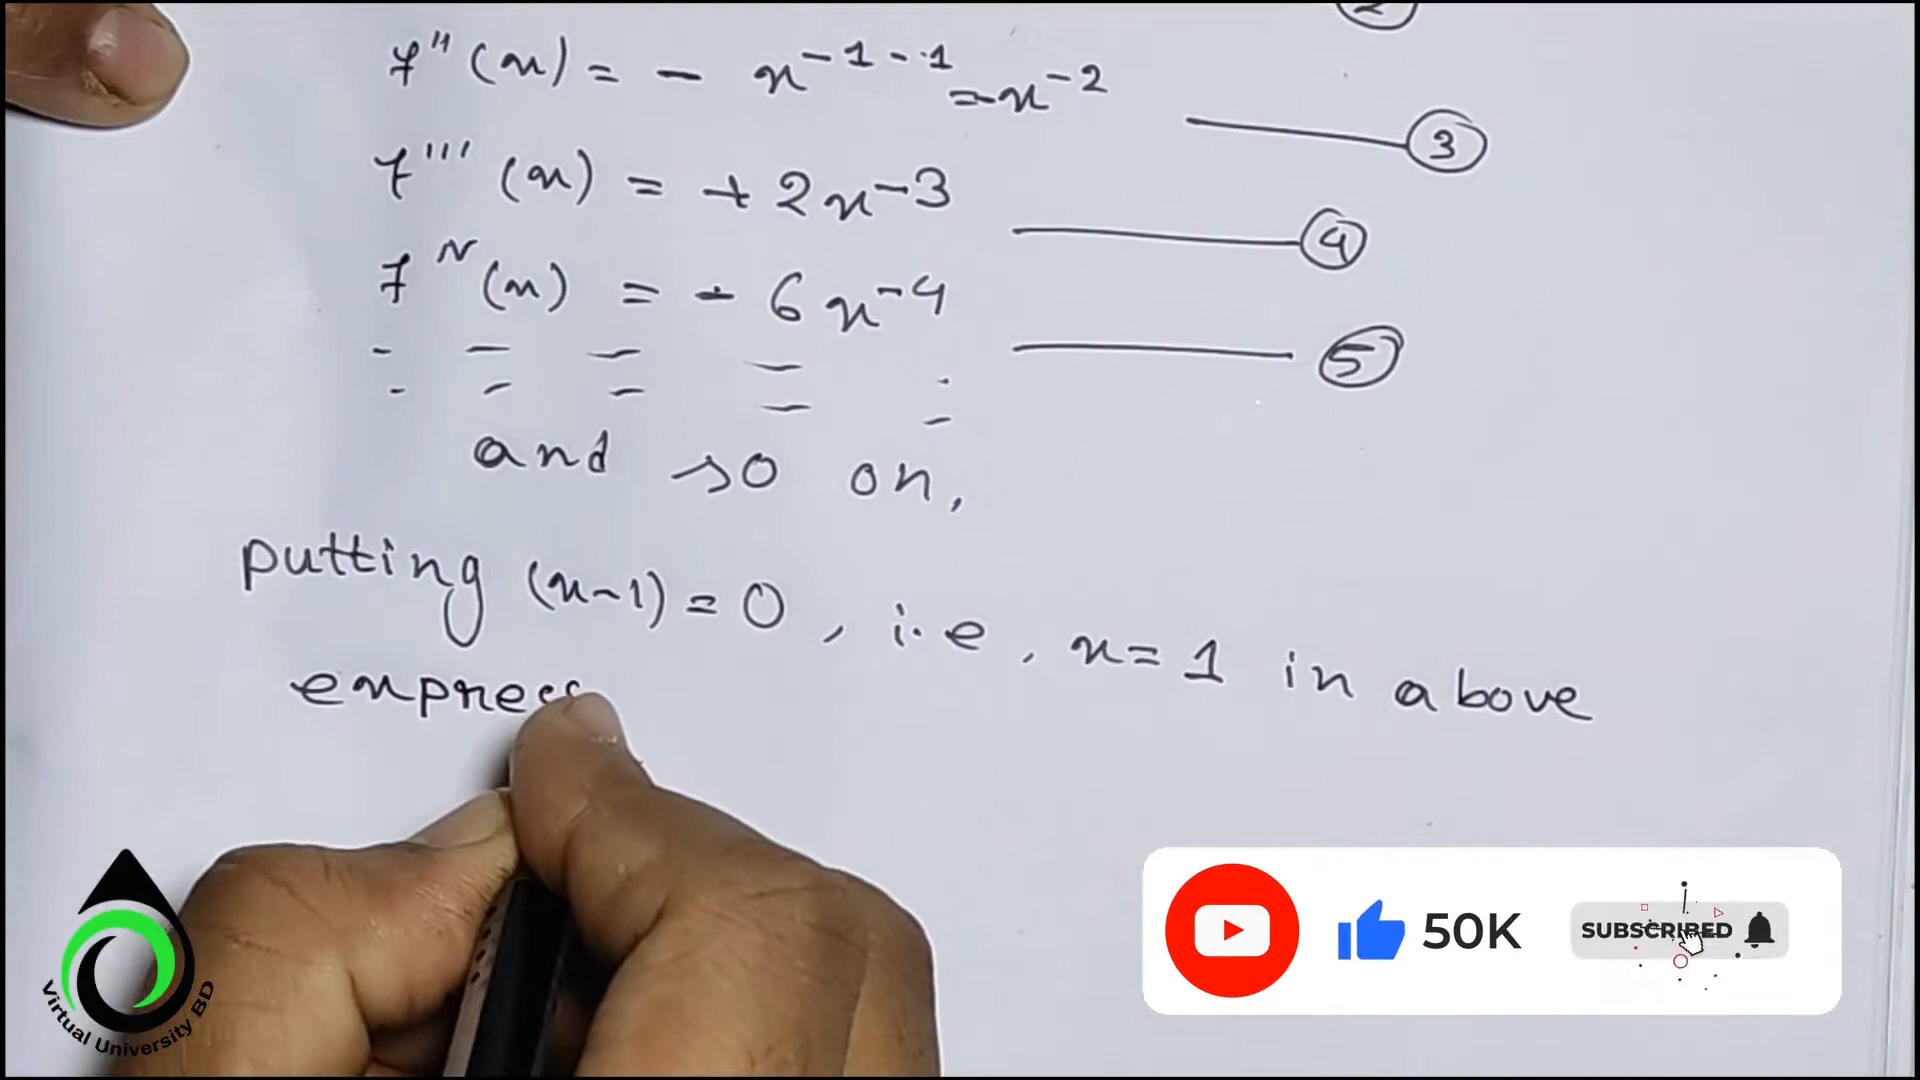 ②
f''(x) = - x^{-1-1} = -x^{-2} ③
f'''(x) = +2x^{-3} ④
f^{IV}(x) = - 6x^{-4} ⑤
and so on,
putting (x-1) = 0, i.e, x = 1 in above
express
50K
SUBSCRIBED
Virtual University BD